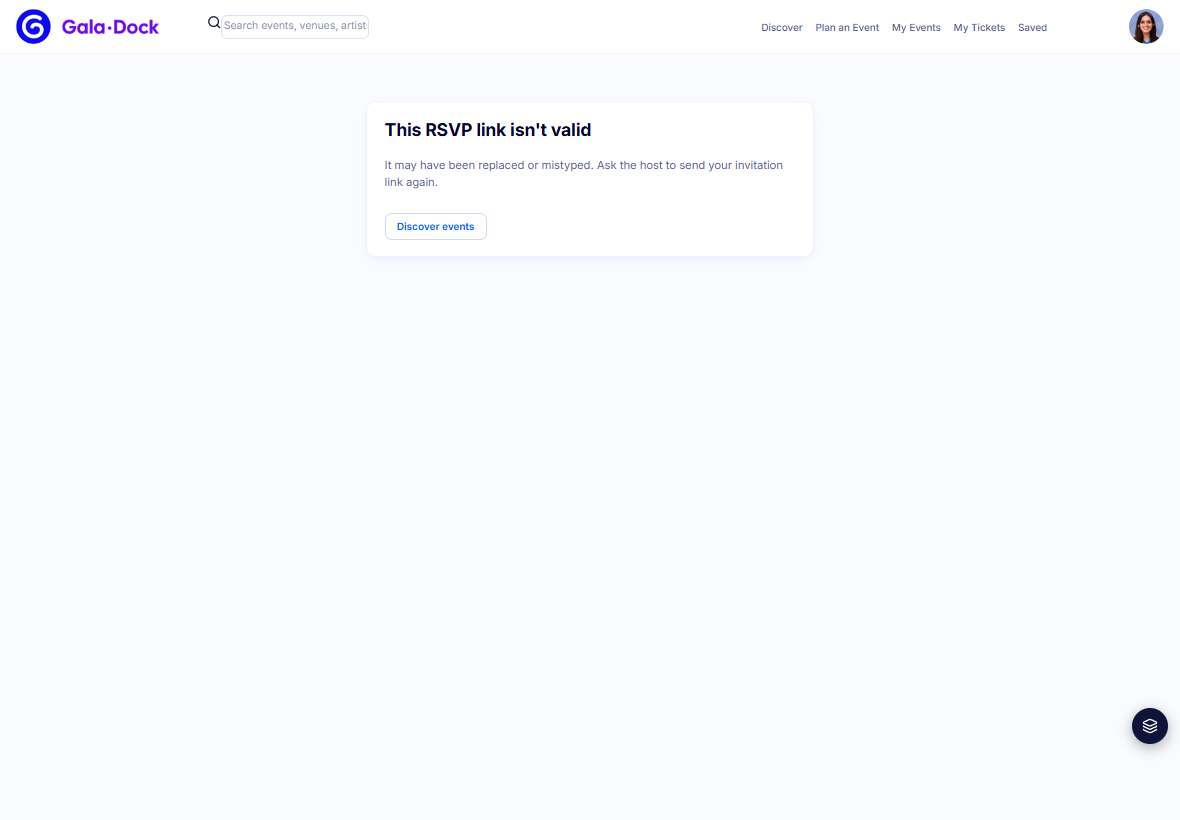 Gala·Dock
Search events, venues, artist
Discover Plan an Event My Events My Tickets Saved
This RSVP link isn't valid
It may have been replaced or mistyped. Ask the host to send your invitation
link again.
Discover events